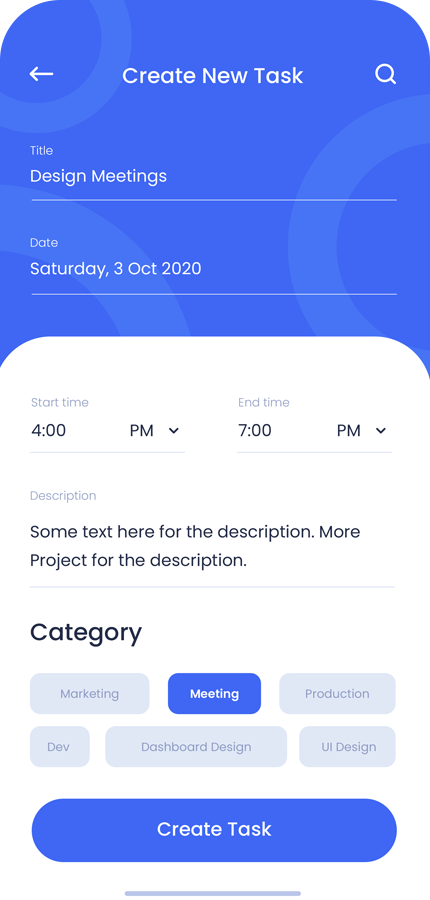 Create New Task
Title
Design Meetings
Date
Saturday, 3 Oct 2020
Start time
End time
4:00 PM
7:00 PM
Description
Some text here for the description. More
Project for the description.
Category
Marketing
Meeting
Production
Dev
Dashboard Design
UI Design
Create Task